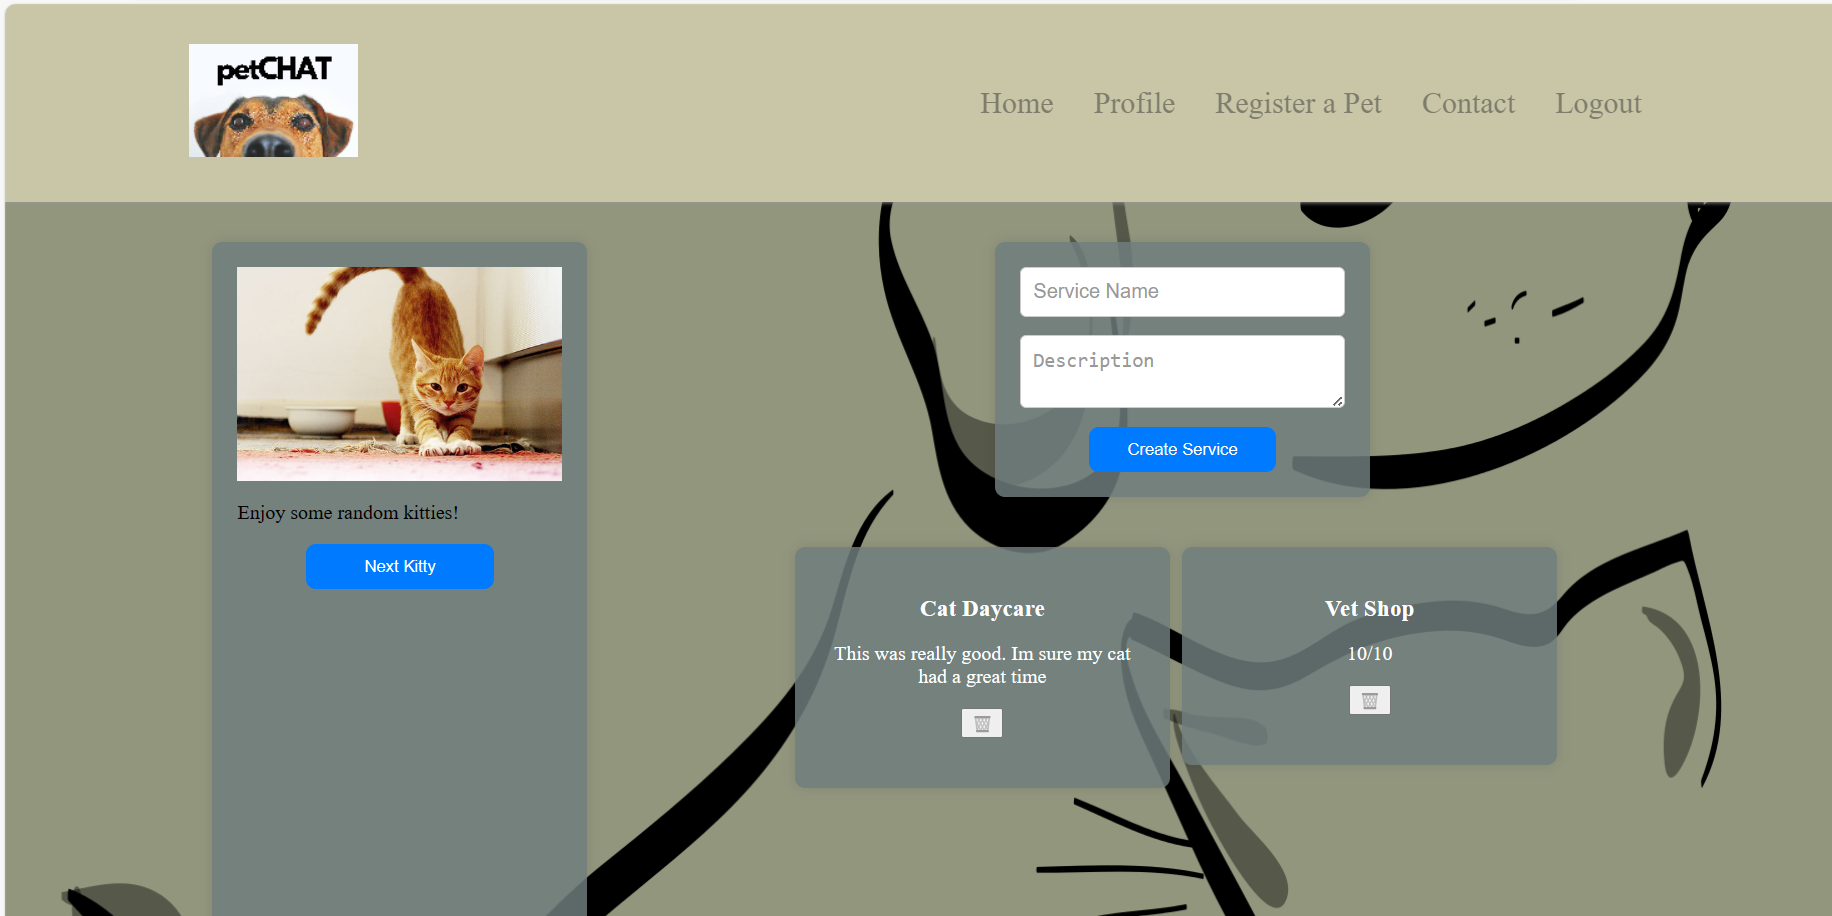 petCHAT
Home Profile Register a Pet Contact Logout
Enjoy some random kitties!
Next Kitty
Service Name
Description
Create Service
Cat Daycare
This was really good. Im sure my cat
had a great time
Vet Shop
10/10